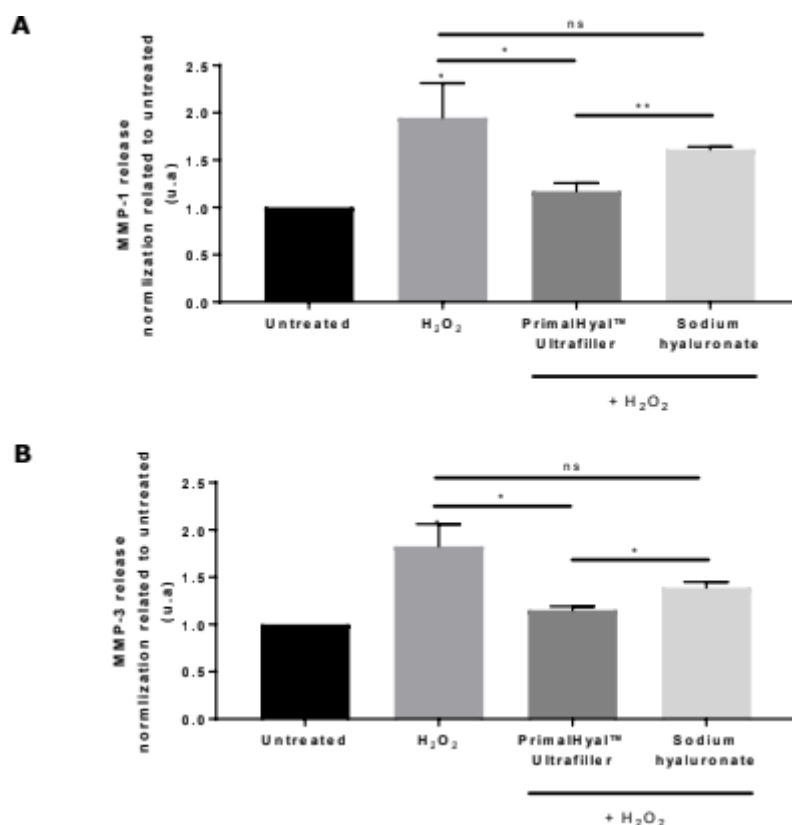 A
ns
*
**
*
MMP-1 release
normlization related to untreated
(u.a)
2.5
2.0
1.5
1.0
0.5
0.0
Untreated
H₂O₂
PrimalHyal™
Ultrafiller
Sodium
hyaluronate
+ H₂O₂
B
ns
*
*
MMP-3 release
normlization related to untreated
(u.a)
2.5
2.0
1.5
1.0
0.5
0.0
Untreated
H₂O₂
PrimalHyal™
Ultrafiller
Sodium
hyaluronate
+ H₂O₂